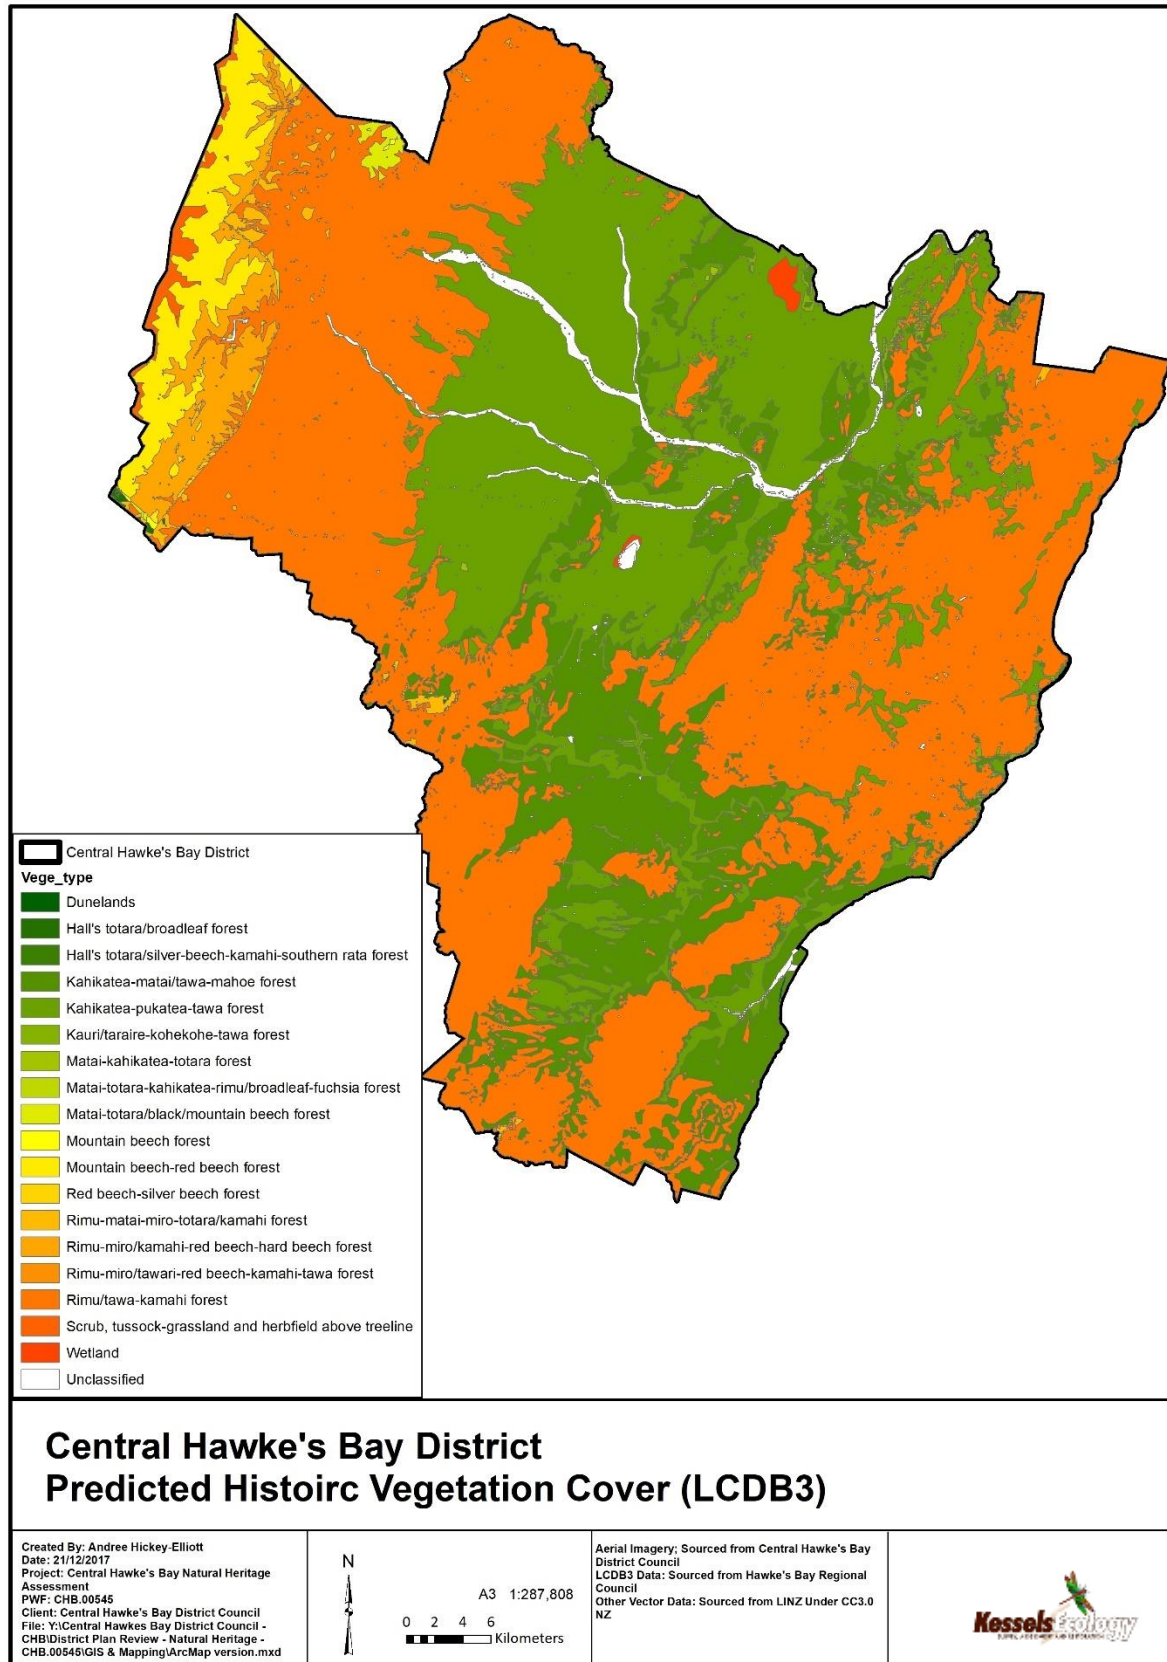 Central Hawke's Bay District
Vege_type
Dunelands
Hall's totara/broadleaf forest
Hall's totara/silver-beech-kamahi-southern rata forest
Kahikatea-matai/tawa-mahoe forest
Kahikatea-pukatea-tawa forest
Kauri/taraire-kohekohe-tawa forest
Matai-kahikatea-totara forest
Matai-totara-kahikatea-rimu/broadleaf-fuchsia forest
Matai-totara/black/mountain beech forest
Mountain beech forest
Mountain beech-red beech forest
Red beech-silver beech forest
Rimu-matai-miro-totara/kamahi forest
Rimu-miro/kamahi-red beech-hard beech forest
Rimu-miro/tawari-red beech-kamahi-tawa forest
Rimu/tawa-kamahi forest
Scrub, tussock-grassland and herbfield above treeline
Wetland
Unclassified
Central Hawke's Bay District
Predicted Histoirc Vegetation Cover (LCDB3)
Created By: Andree Hickey-Elliott
Date: 21/12/2017
Project: Central Hawke's Bay Natural Heritage
Assessment
PWF: CHB.00545
Client: Central Hawke's Bay District Council
File: Y:\Central Hawkes Bay District Council -
CHB\District Plan Review - Natural Heritage -
CHB.00545\GIS & Mapping\ArcMap version.mxd
N
A3 1:287,808
0 2 4 6
Kilometers
Aerial Imagery; Sourced from Central Hawke's Bay
District Council
LCDB3 Data: Sourced from Hawke's Bay Regional
Council
Other Vector Data: Sourced from LINZ Under CC3.0
NZ
Kessels Ecology